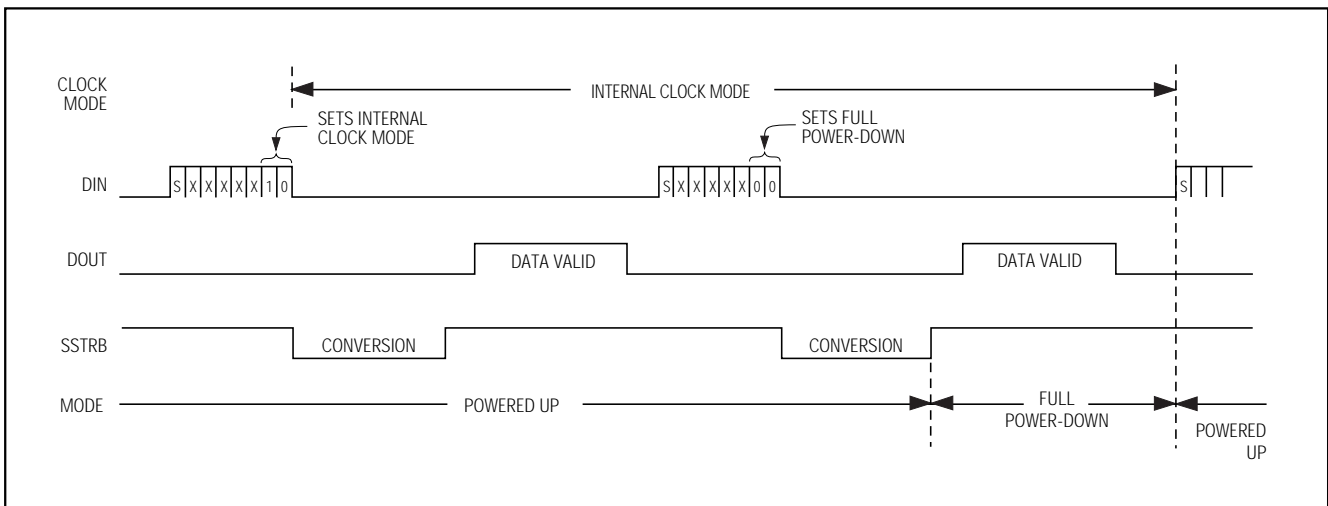 CLOCK
MODE
INTERNAL CLOCK MODE
SETS INTERNAL
CLOCK MODE
SETS FULL
POWER-DOWN
DIN
S X X X X X 1 0
S X X X X X 0 0
S
DOUT
DATA VALID
DATA VALID
SSTRB
CONVERSION
CONVERSION
MODE
POWERED UP
FULL
POWER-DOWN
POWERED
UP